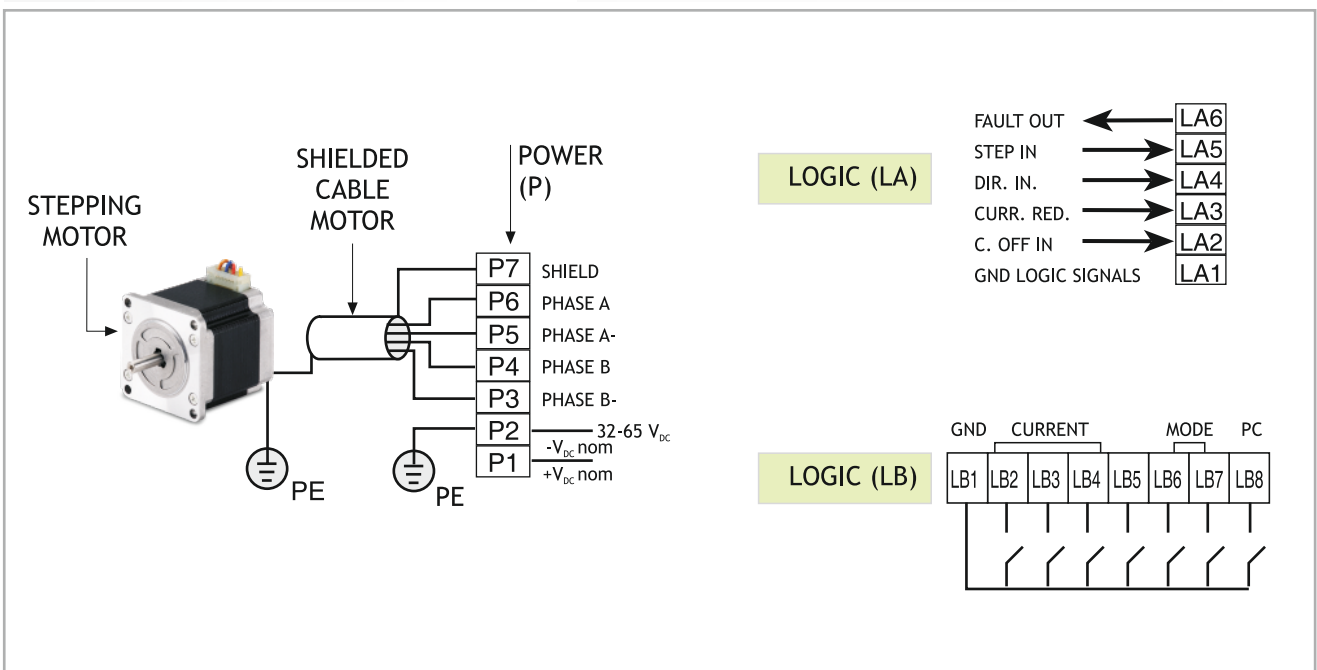 STEPPING
MOTOR
SHIELDED
CABLE
MOTOR
POWER
(P)
P7 SHIELD
P6 PHASE A
P5 PHASE A-
P4 PHASE B
P3 PHASE B-
P2 32-65 VDC
-VDC nom
P1 +VDC nom
PE
PE
LOGIC (LA)
FAULT OUT LA6
STEP IN LA5
DIR. IN. LA4
CURR. RED. LA3
C. OFF IN LA2
GND LOGIC SIGNALS LA1
LOGIC (LB)
GND CURRENT MODE PC
LB1 LB2 LB3 LB4 LB5 LB6 LB7 LB8